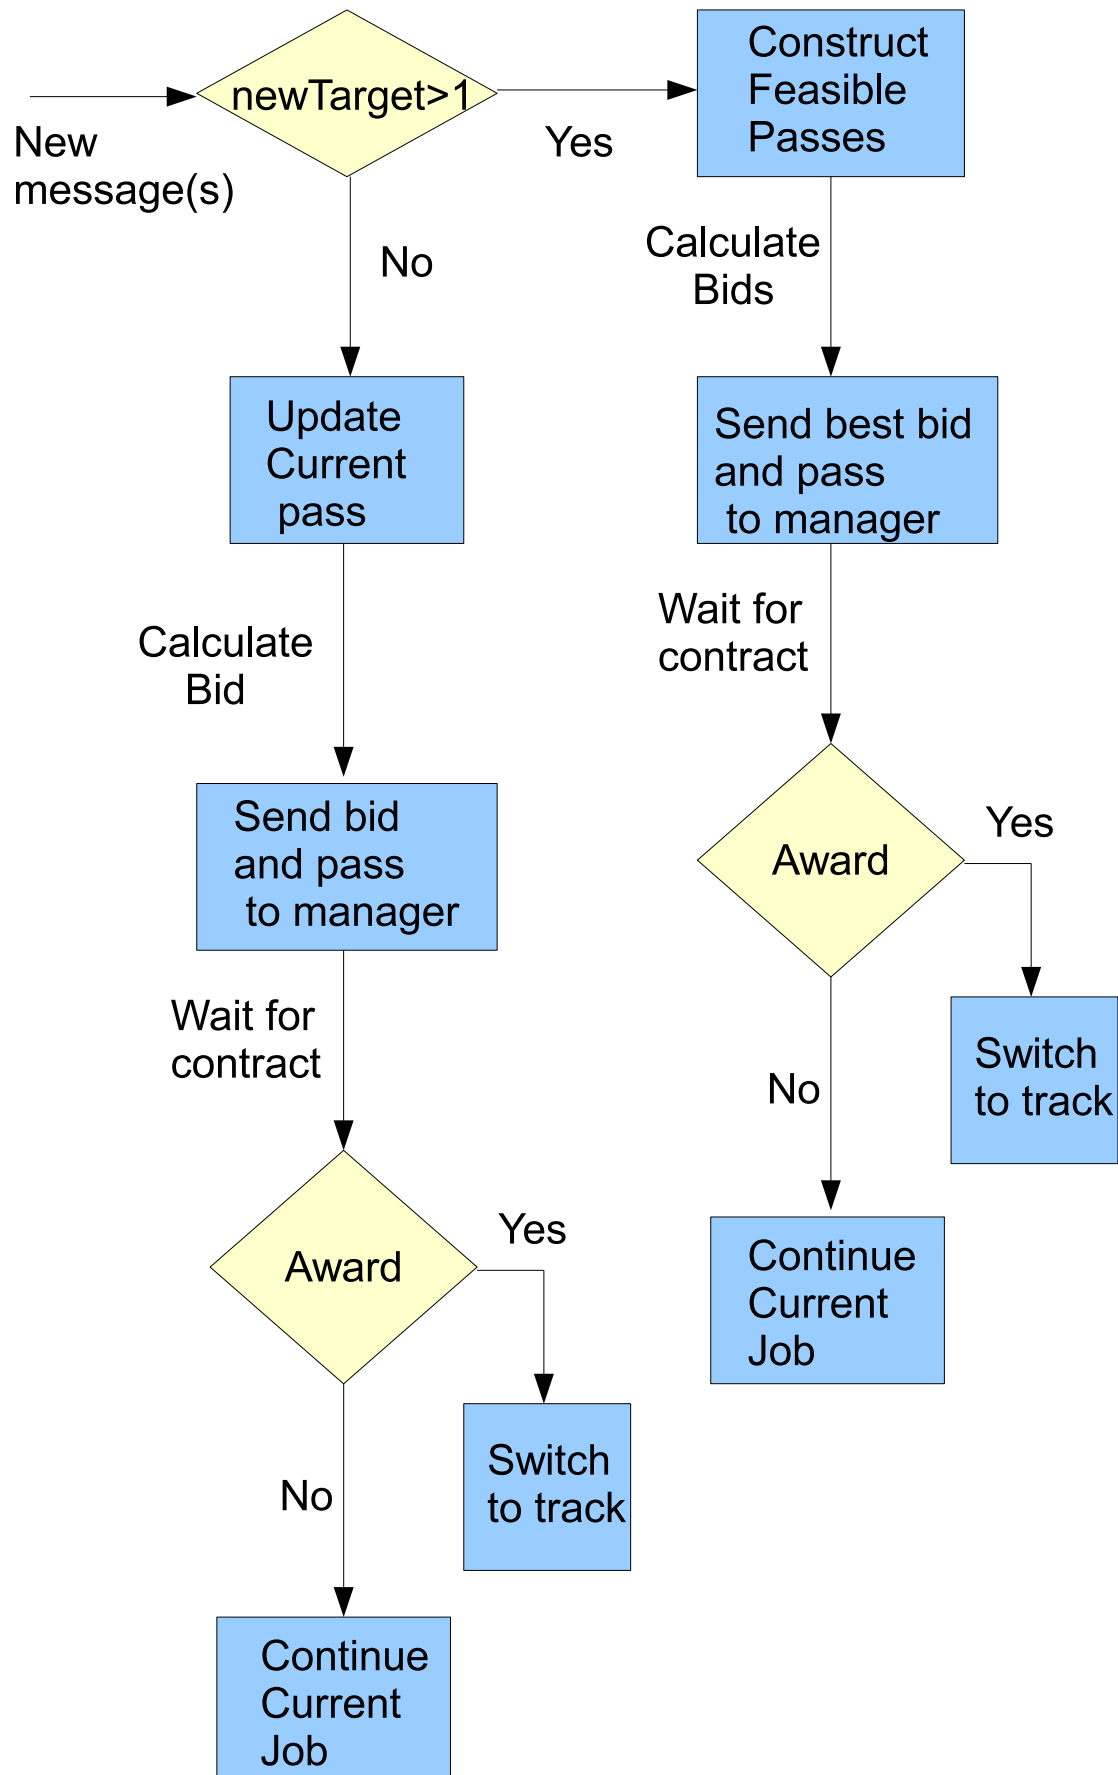 newTarget>1
New
message(s)
Yes
Construct
Feasible
Passes
No
Calculate
Bids
Update
Current
pass
Send best bid
and pass
to manager
Calculate
Bid
Wait for
contract
Send bid
and pass
to manager
Award
Yes
Wait for
contract
No
Switch
to track
Award
Yes
Continue
Current
Job
No
Switch
to track
Continue
Current
Job